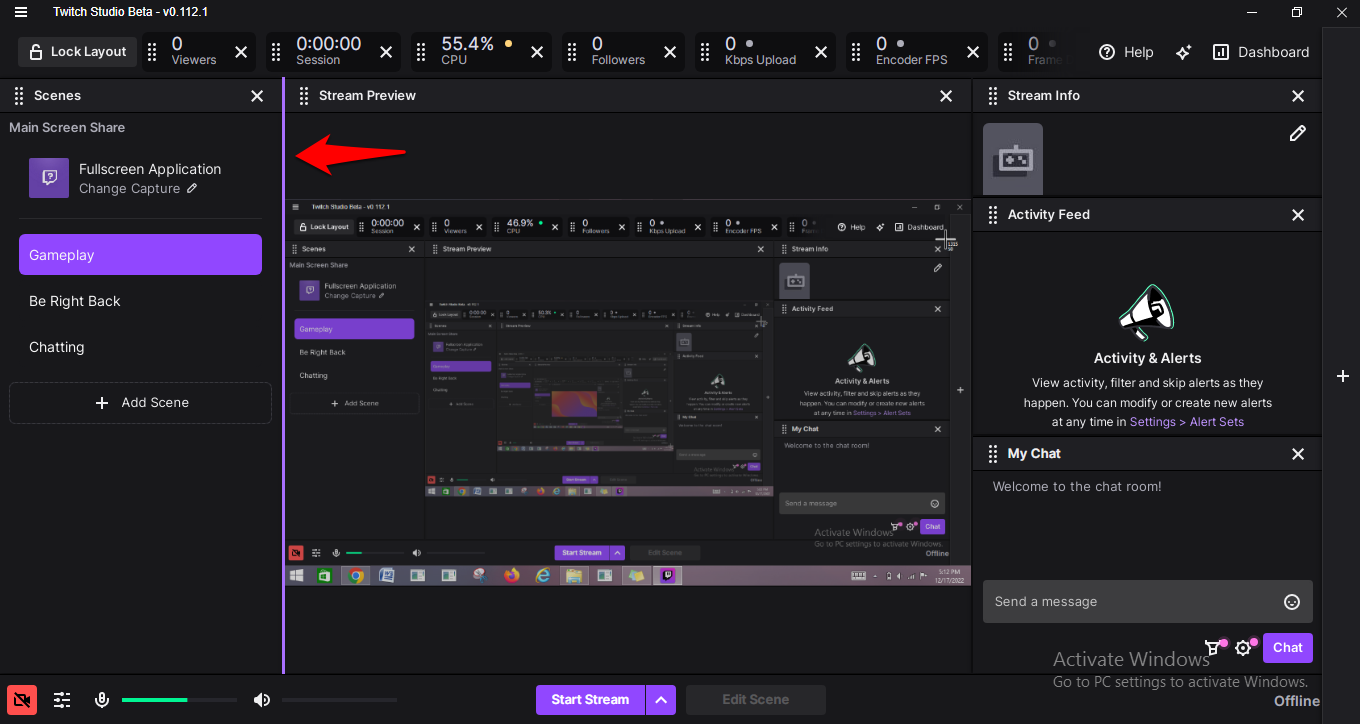 Twitch Studio Beta - v0.112.1
Lock Layout
0
Viewers
0:00:00
Session
55.4%
CPU
0
Followers
0
Kbps Upload
0
Encoder FPS
0
Frame
Help
Dashboard
Scenes
Main Screen Share
Fullscreen Application
Change Capture
Gameplay
Be Right Back
Chatting
Add Scene
Stream Preview
Twitch Studio Beta - v0.112.1
Lock Layout
0:00:00
Session
0
Viewers
46.9%
CPU
0
Followers
0
Kbps Upload
0
Encoder FPS
0
Help
Dashboard
Scenes
Stream Preview
Stream Info
Main Screen Share
Fullscreen Application
Change Capture
Gameplay
Be Right Back
Chatting
Add Scene
Activity Feed
Activity & Alerts
View activity, filter and skip alerts as they
happen. You can modify or create new alerts
at any time in Settings > Alert Sets
My Chat
Welcome to the chat room!
Send a message
Chat
Activate Windows
Go to PC settings to activate Windows.
Start Stream
Edit Scene
Offline
5:12 PM
12/17/2022
Stream Info
Activity Feed
Activity & Alerts
View activity, filter and skip alerts as they
happen. You can modify or create new alerts
at any time in Settings > Alert Sets
My Chat
Welcome to the chat room!
Send a message
Chat
Activate Windows
Go to PC settings to activate Windows.
Start Stream
Edit Scene
Offline